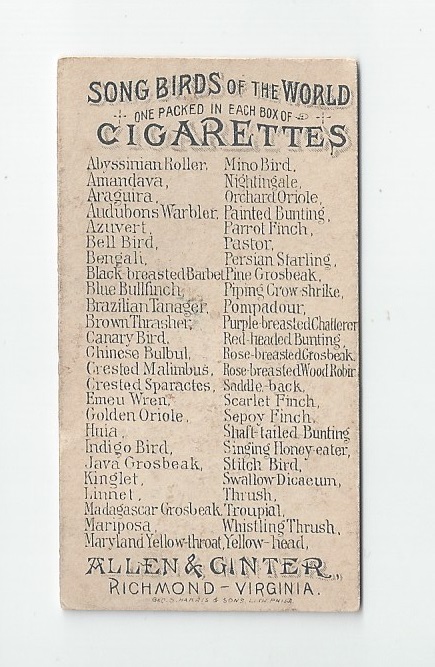 SONG BIRDS OF THE WORLD
ONE PACKED IN EACH BOX OF
CIGARETTES
Abyssinian Roller,
Amandava,
Araguira,
Audubons Warbler,
Azuvert,
Bell Bird,
Bengali,
Black-breasted Barbet
Blue Bullfinch,
Brazilian Tanager,
Brown Thrasher,
Canary Bird,
Chinese Bulbul,
Crested Malimbus,
Crested Sparactes,
Emeu Wren,
Golden Oriole,
Huia,
Indigo Bird,
Java Grosbeak,
Kinglet,
Linnet,
Madagascar Grosbeak,
Mariposa,
Maryland Yellow-throat,
Mino Bird,
Nightingale,
Orchard Oriole,
Painted Bunting,
Parrot Finch,
Pastor,
Persian Starling,
Pine Grosbeak,
Piping Crow-shrike,
Pompadour,
Purple-breasted Chatterer
Red-headed Bunting,
Rose-breasted Grosbeak,
Rose-breasted Wood Robin
Saddle-back,
Scarlet Finch,
Sepoy Finch,
Shaft-tailed Bunting
Singing Honey-eater,
Stitch Bird,
Swallow Dicaeum,
Thrush,
Troupial,
Whistling Thrush,
Yellow-head,
ALLEN & GINTER,
RICHMOND - VIRGINIA.
GEO. S. HARRIS & SONS, LITH. PHILA.